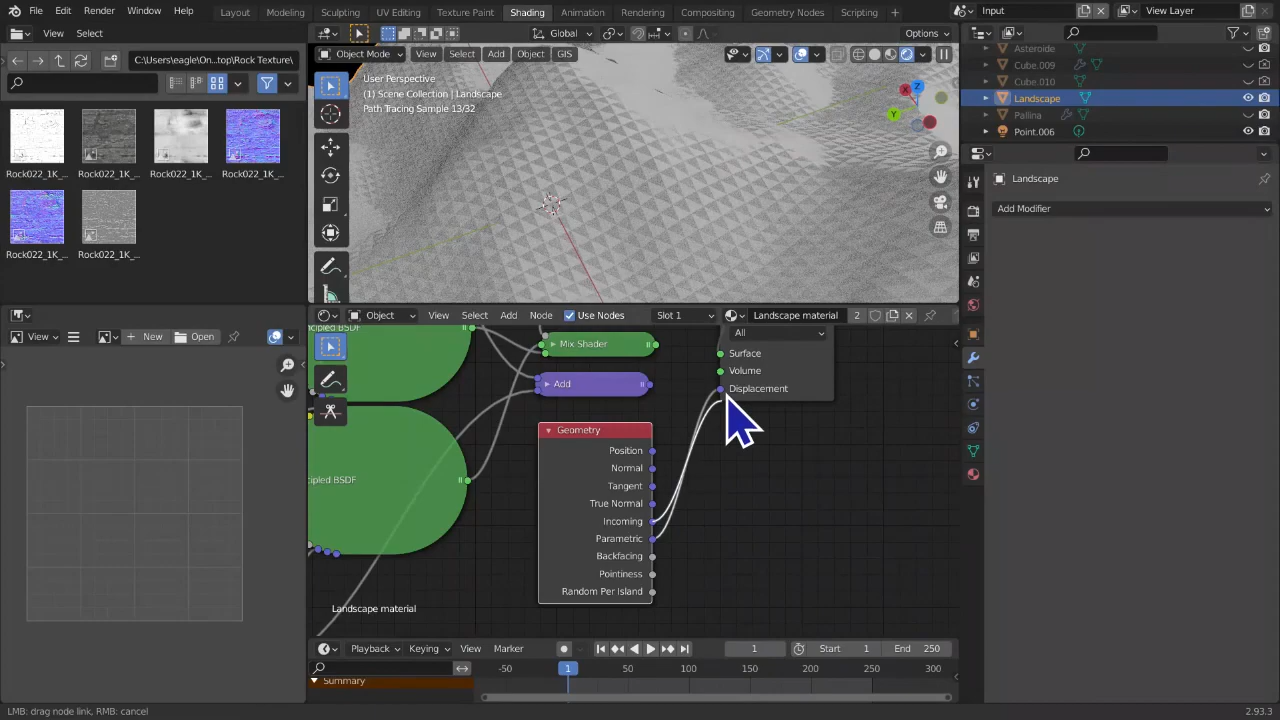 File Edit Render Window Help Layout Modeling Sculpting UV Editing Texture Paint Shading Animation Rendering Compositing Geometry Nodes Scripting Input View Layer
View Select Global Options
C:\Users\eagle\On...top\Rock Texture\
Object Mode View Select Add Object GIS
User Perspective
(1) Scene Collection | Landscape
Path Tracing Sample 13/32
Z
Y
Rock022_1K_... Rock022_1K_... Rock022_1K_... Rock022_1K_...
Rock022_1K_... Rock022_1K_...
Asteroide
Cube.009
Cube.010
Landscape
Pallina
Point.006
Landscape
Add Modifier
View New Open
Object View Select Add Node Use Nodes Slot 1 Landscape material 2
ncipled BSDF
Mix Shader
Add
All
Surface
Volume
Displacement
Geometry
Position
Normal
Tangent
True Normal
Incoming
Parametric
Backfacing
Pointiness
Random Per Island
cipled BSDF
Landscape material
Playback Keying View Marker 1 Start 1 End 250
-50 1 50 100 150 200 250 300
Summary
LMB: drag node link, RMB: cancel
2.93.3